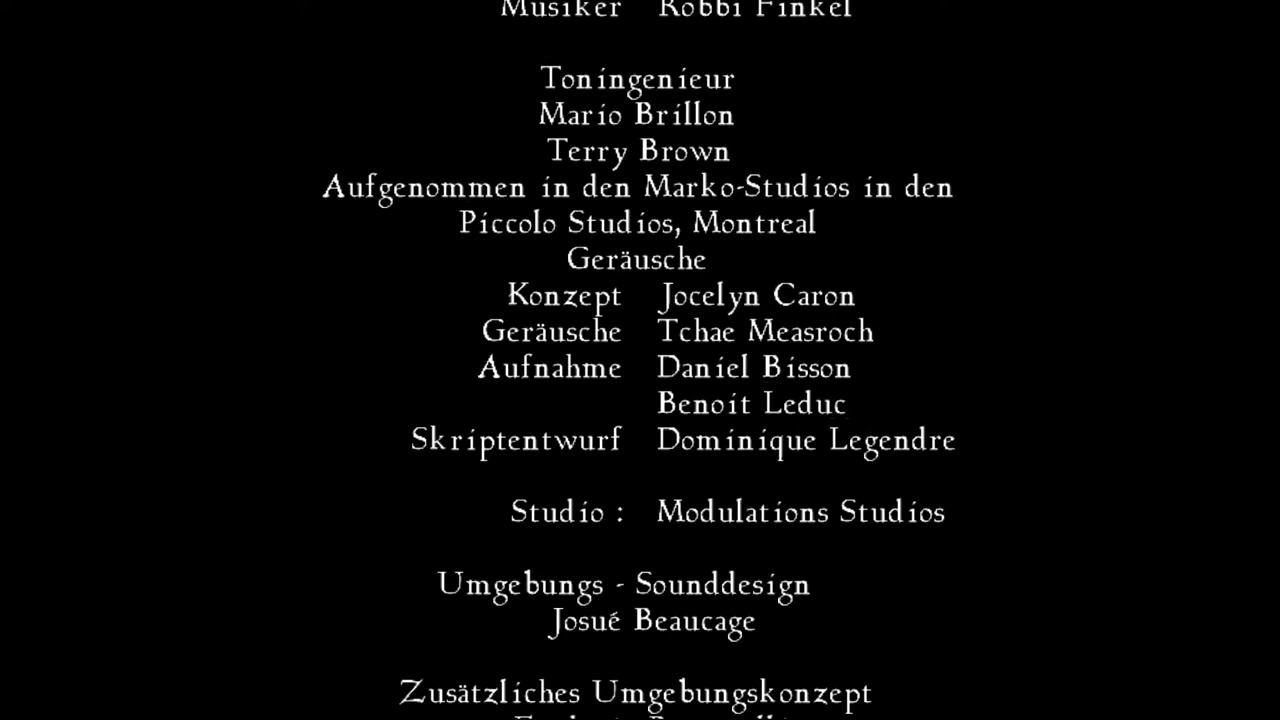 Musiker Robbi Finkel
Toningenieur
Mario Brillon
Terry Brown
Aufgenommen in den Marko-Studios in den
Piccolo Studios, Montreal
Geräusche
Konzept Jocelyn Caron
Geräusche Tchae Measroch
Aufnahme Daniel Bisson
Benoit Leduc
Skriptentwurf Dominique Legendre
Studio : Modulations Studios
Umgebungs - Sounddesign
Josué Beaucage
Zusätzliches Umgebungskonzept